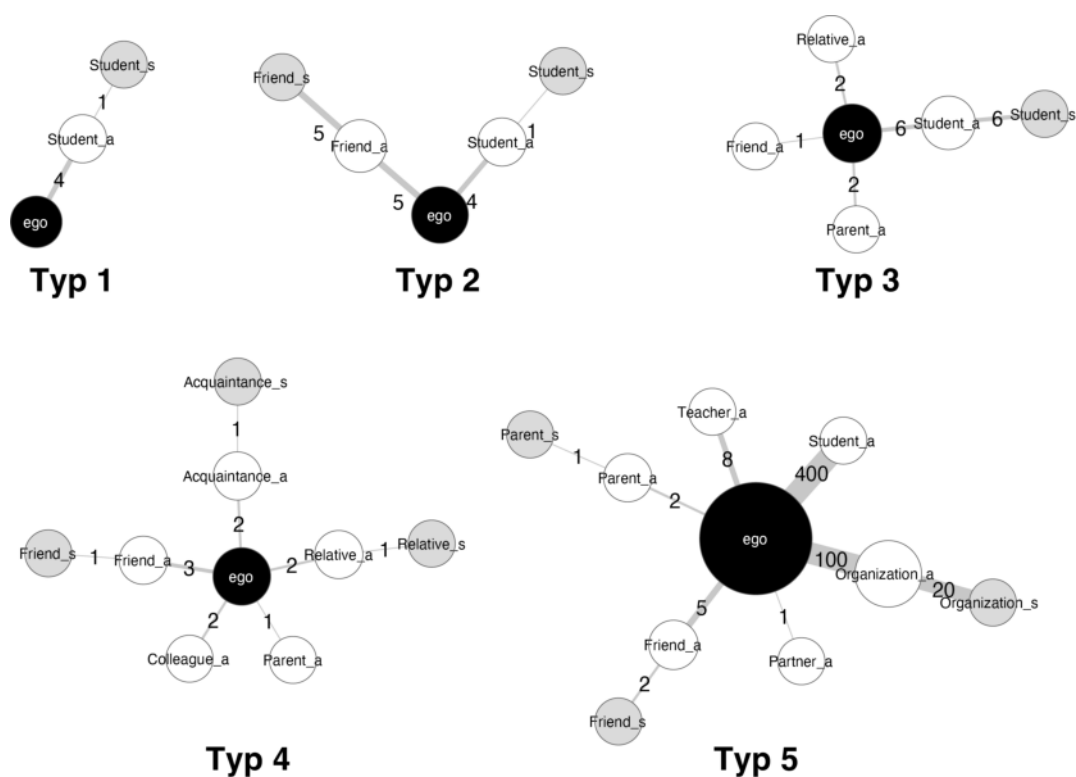 Student_s
1
Student_a
4
ego
Typ 1
Friend_s
Student_s
5
1
Friend_a
Student_a
5
4
ego
Typ 2
Relative_a
2
Student_s
ego
6
Student_a
6
Friend_a
1
2
Parent_a
Typ 3
Acquaintance_s
1
Acquaintance_a
2
Friend_s
1
Friend_a
3
ego
2
Relative_a
1
Relative_s
2
1
Colleague_a
Parent_a
Typ 4
Teacher_a
Parent_s
Student_a
1
8
400
Parent_a
2
ego
100
Organization_a
20
Organization_s
5
1
Friend_a
Partner_a
2
Friend_s
Typ 5